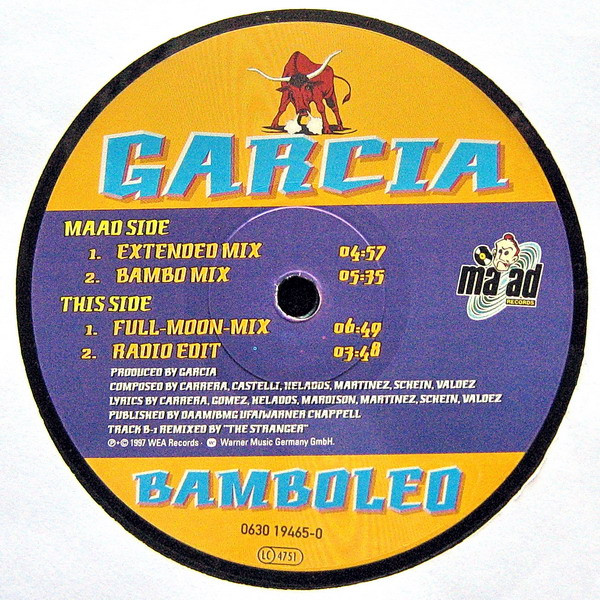 GARCIA
MAAD SIDE
1. EXTENDED MIX 04:57
2. BAMBO MIX 05:35
THIS SIDE
1. FULL-MOON-MIX 06:49
2. RADIO EDIT 03:48
PRODUCED BY GARCIA
COMPOSED BY CARRERA, CASTELLI, HELADOS, MARTINEZ, SCHEIN, VALDEZ
LYRICS BY CARRERA, GOMEZ, HELADOS, MARDISON, MARTINEZ, SCHEIN, VALDEZ
PUBLISHED BY DAAM/BMG UFA/WARNER CHAPPELL
TRACK B-1 REMIXED BY "THE STRANGER"
℗+© 1997 WEA Records · Warner Music Germany GmbH.
ma ad
RECORDS
BAMBOLEO
0630 19465-0
LC 4751